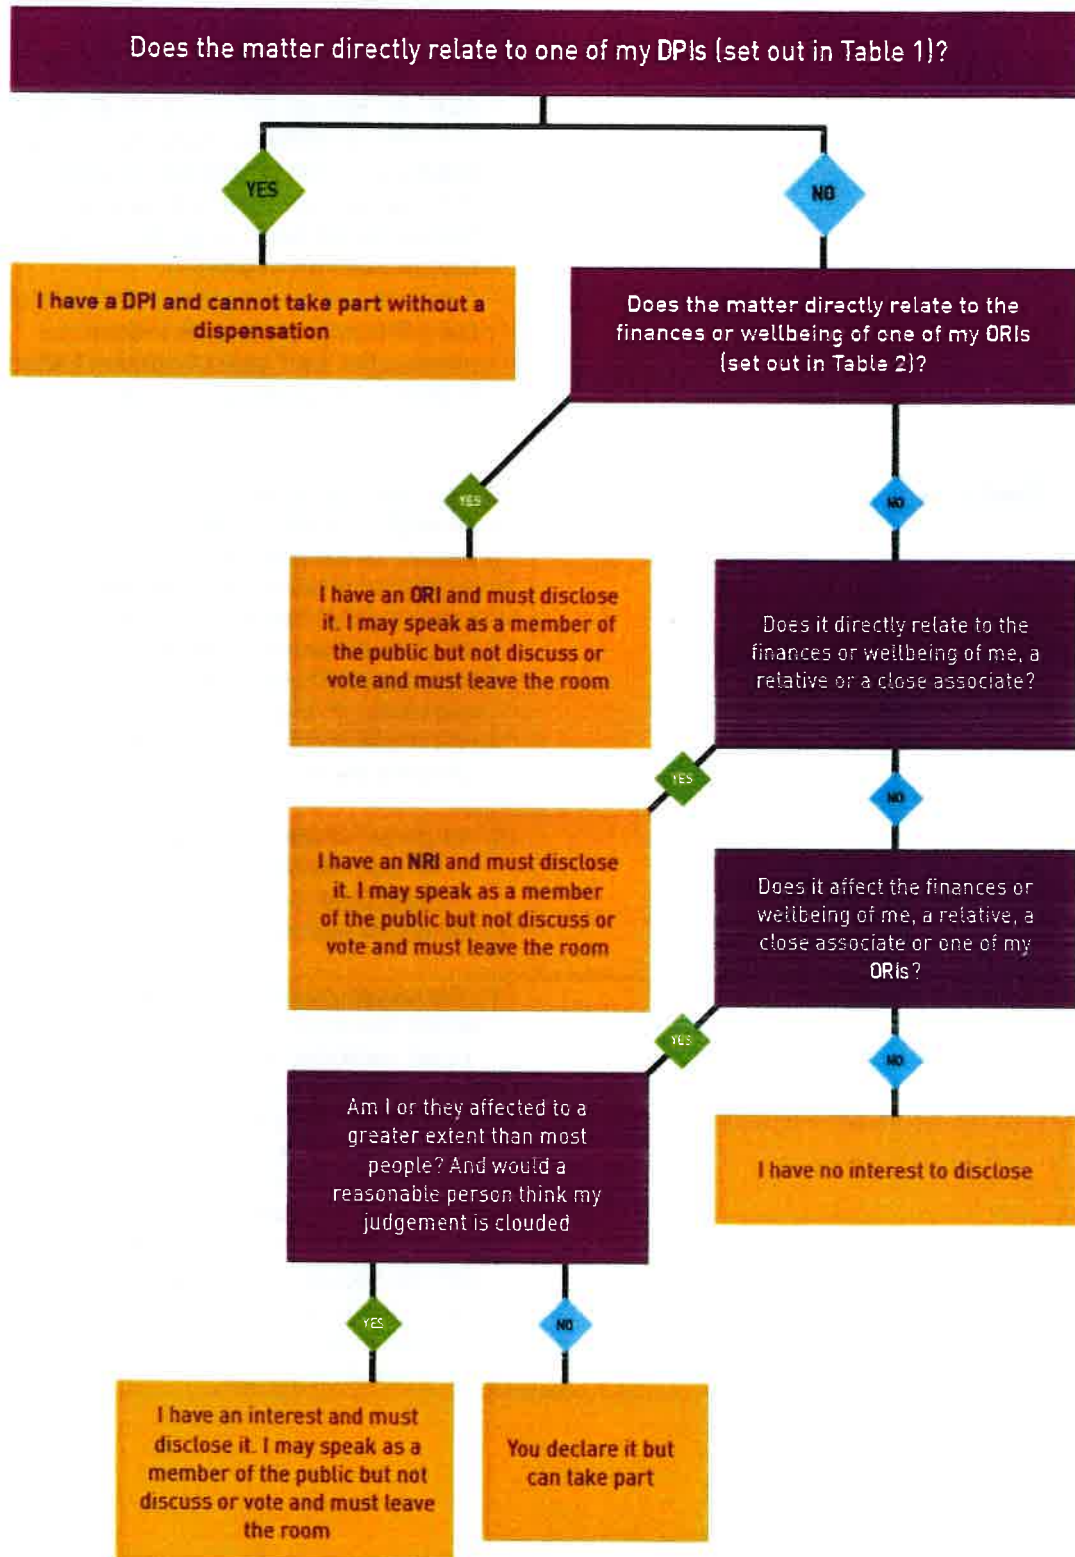 Does the matter directly relate to one of my DPIs (set out in Table 1)?
YES
NO
I have a DPI and cannot take part without a
dispensation
Does the matter directly relate to the
finances or wellbeing of one of my ORIs
(set out in Table 2)?
YES
NO
I have an ORI and must disclose
it. I may speak as a member of
the public but not discuss or
vote and must leave the room
Does it directly relate to the
finances or wellbeing of me, a
relative or a close associate?
YES
NO
I have an NRI and must disclose
it. I may speak as a member
of the public but not discuss or
vote and must leave the room
Does it affect the finances or
wellbeing of me, a relative, a
close associate or one of my
ORIs?
YES
NO
Am I or they affected to a
greater extent than most
people? And would a
reasonable person think my
judgement is clouded
I have no interest to disclose
YES
NO
I have an interest and must
disclose it. I may speak as a
member of the public but not
discuss or vote and must leave
the room
You declare it but
can take part